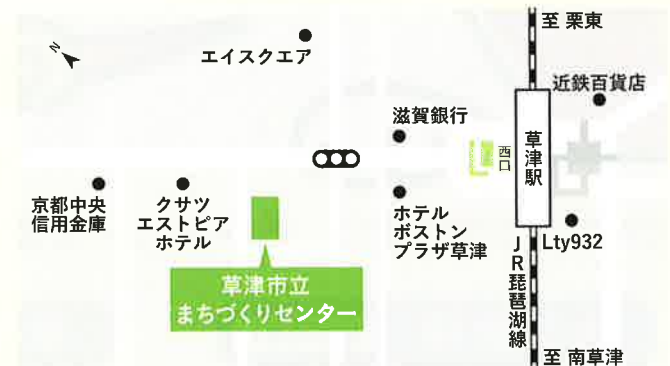 至 栗東
N
エイスクエア
近鉄百貨店
滋賀銀行
草津駅
西口
京都中央
信用金庫
クサツ
エストピア
ホテル
ホテル
ボストン
プラザ草津
Lty932
JR琵琶湖線
草津市立
まちづくりセンター
至 南草津